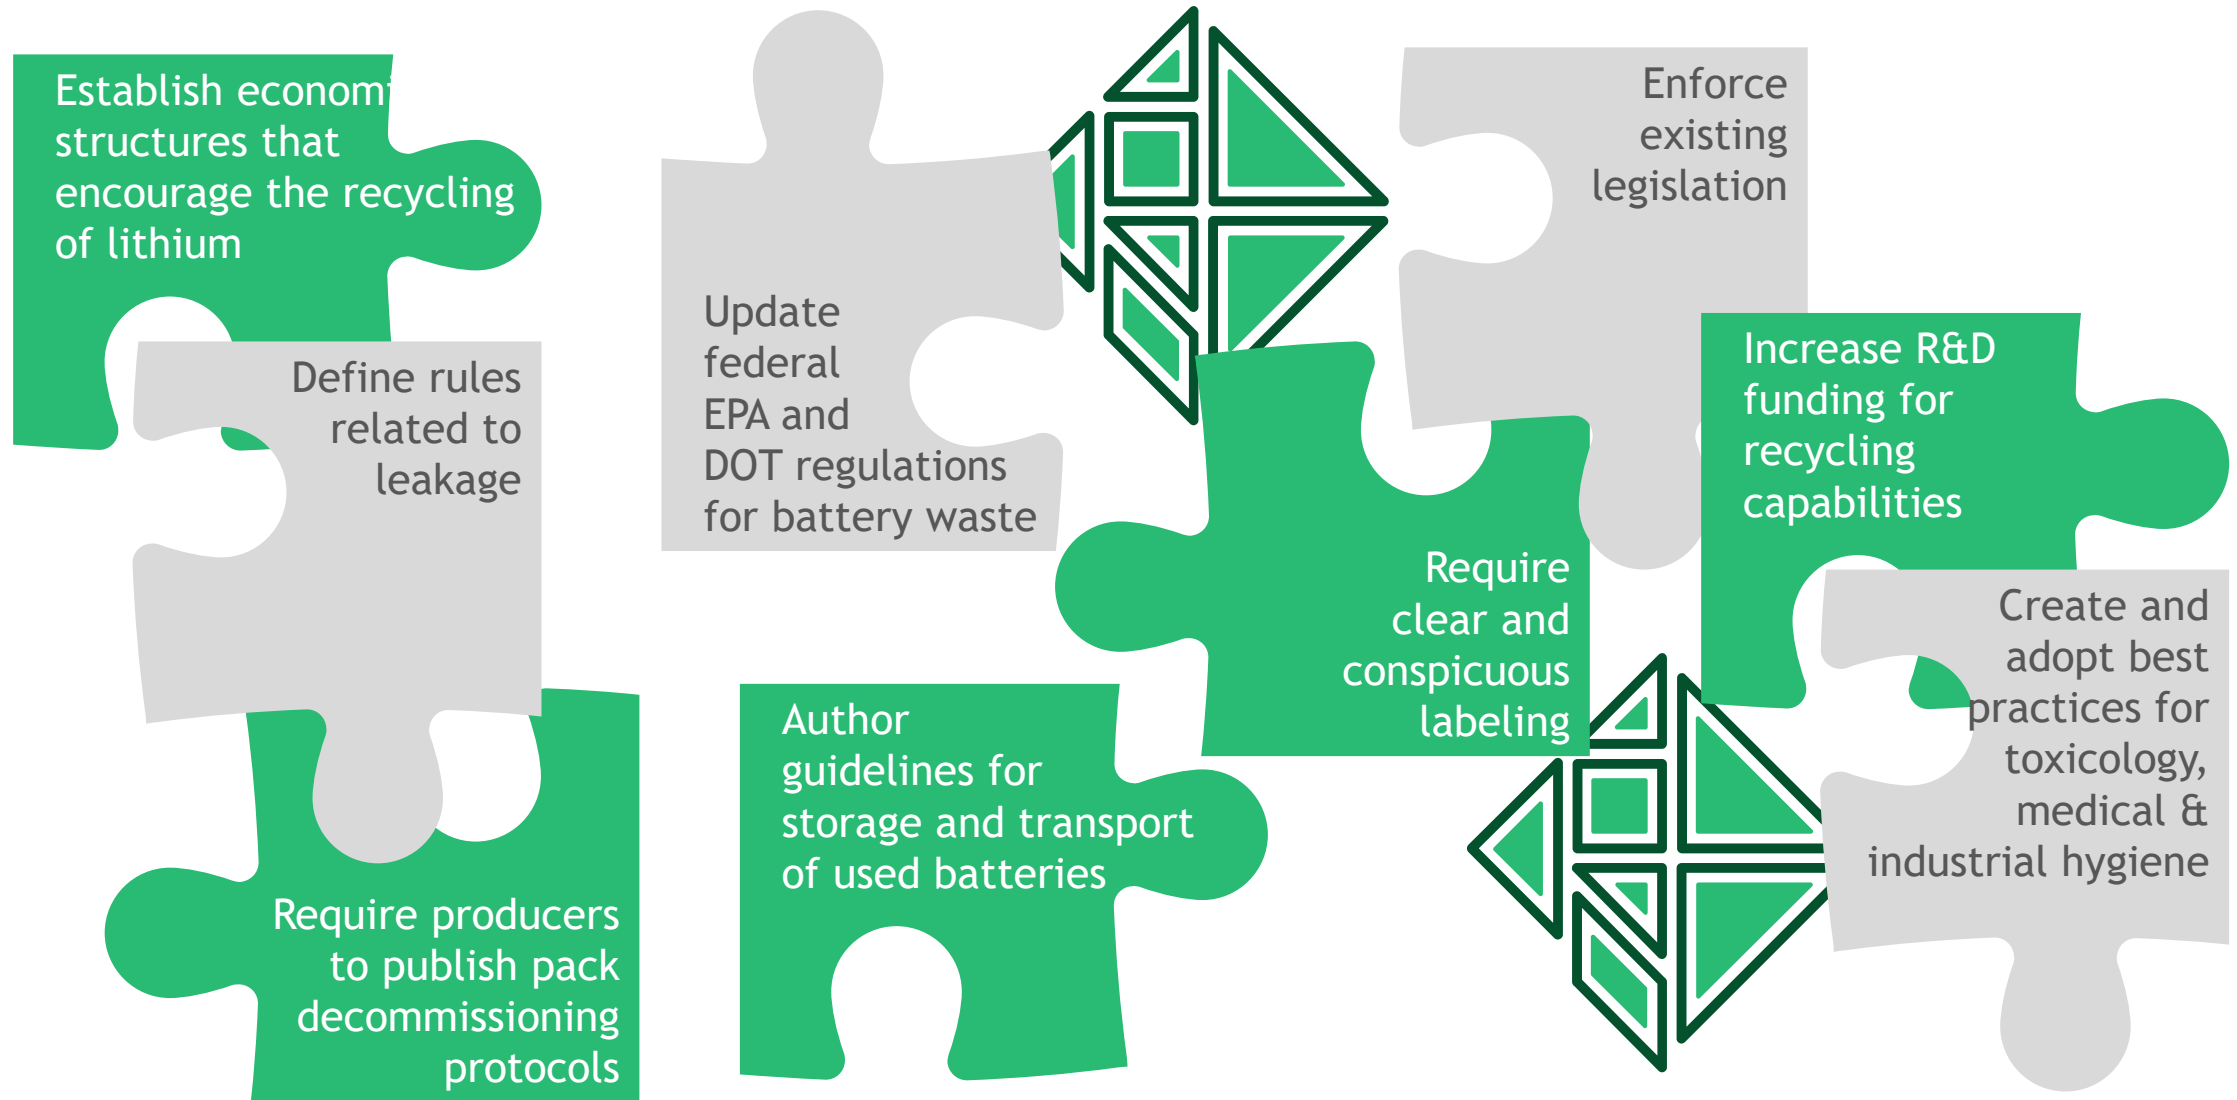 Establish economi
structures that
encourage the recycling
of lithium
Define rules
related to
leakage
Require producers
to publish pack
decommissioning
protocols
Update
federal
EPA and
DOT regulations
for battery waste
Author
guidelines for
storage and transport
of used batteries
Enforce
existing
legislation
Require
clear and
conspicuous
labeling
Increase R&D
funding for
recycling
capabilities
Create and
adopt best
practices for
toxicology,
medical &
industrial hygiene